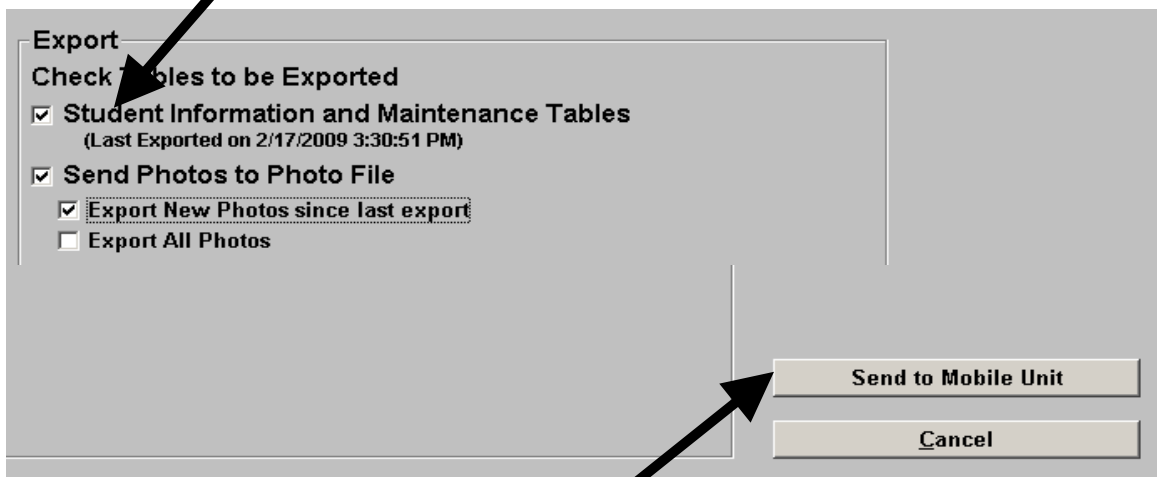 Export
Check Tables to be Exported
Student Information and Maintenance Tables
(Last Exported on 2/17/2009 3:30:51 PM)
Send Photos to Photo File
Export New Photos since last export
Export All Photos
Send to Mobile Unit
Cancel